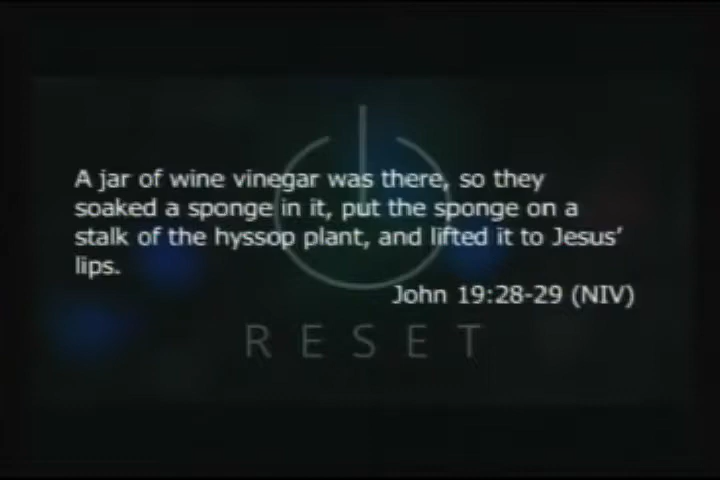 A jar of wine vinegar was there, so they
soaked a sponge in it, put the sponge on a
stalk of the hyssop plant, and lifted it to Jesus’
lips.
John 19:28-29 (NIV)
RESET